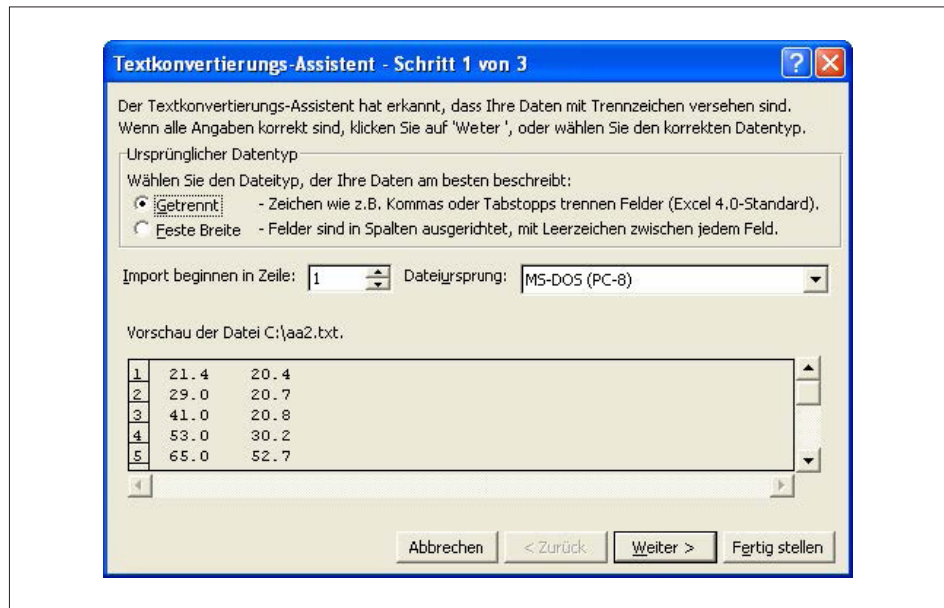 Textkonvertierungs-Assistent - Schritt 1 von 3
Der Textkonvertierungs-Assistent hat erkannt, dass Ihre Daten mit Trennzeichen versehen sind.
Wenn alle Angaben korrekt sind, klicken Sie auf 'Weter ', oder wählen Sie den korrekten Datentyp.
Ursprünglicher Datentyp
Wählen Sie den Dateityp, der Ihre Daten am besten beschreibt:
Getrennt - Zeichen wie z.B. Kommas oder Tabstopps trennen Felder (Excel 4.0-Standard).
Feste Breite - Felder sind in Spalten ausgerichtet, mit Leerzeichen zwischen jedem Feld.
Import beginnen in Zeile: 1 Dateiursprung: MS-DOS (PC-8)
Vorschau der Datei C:\aa2.txt.
1 21.4 20.4
2 29.0 20.7
3 41.0 20.8
4 53.0 30.2
5 65.0 52.7
Abbrechen < Zurück Weiter > Fertig stellen